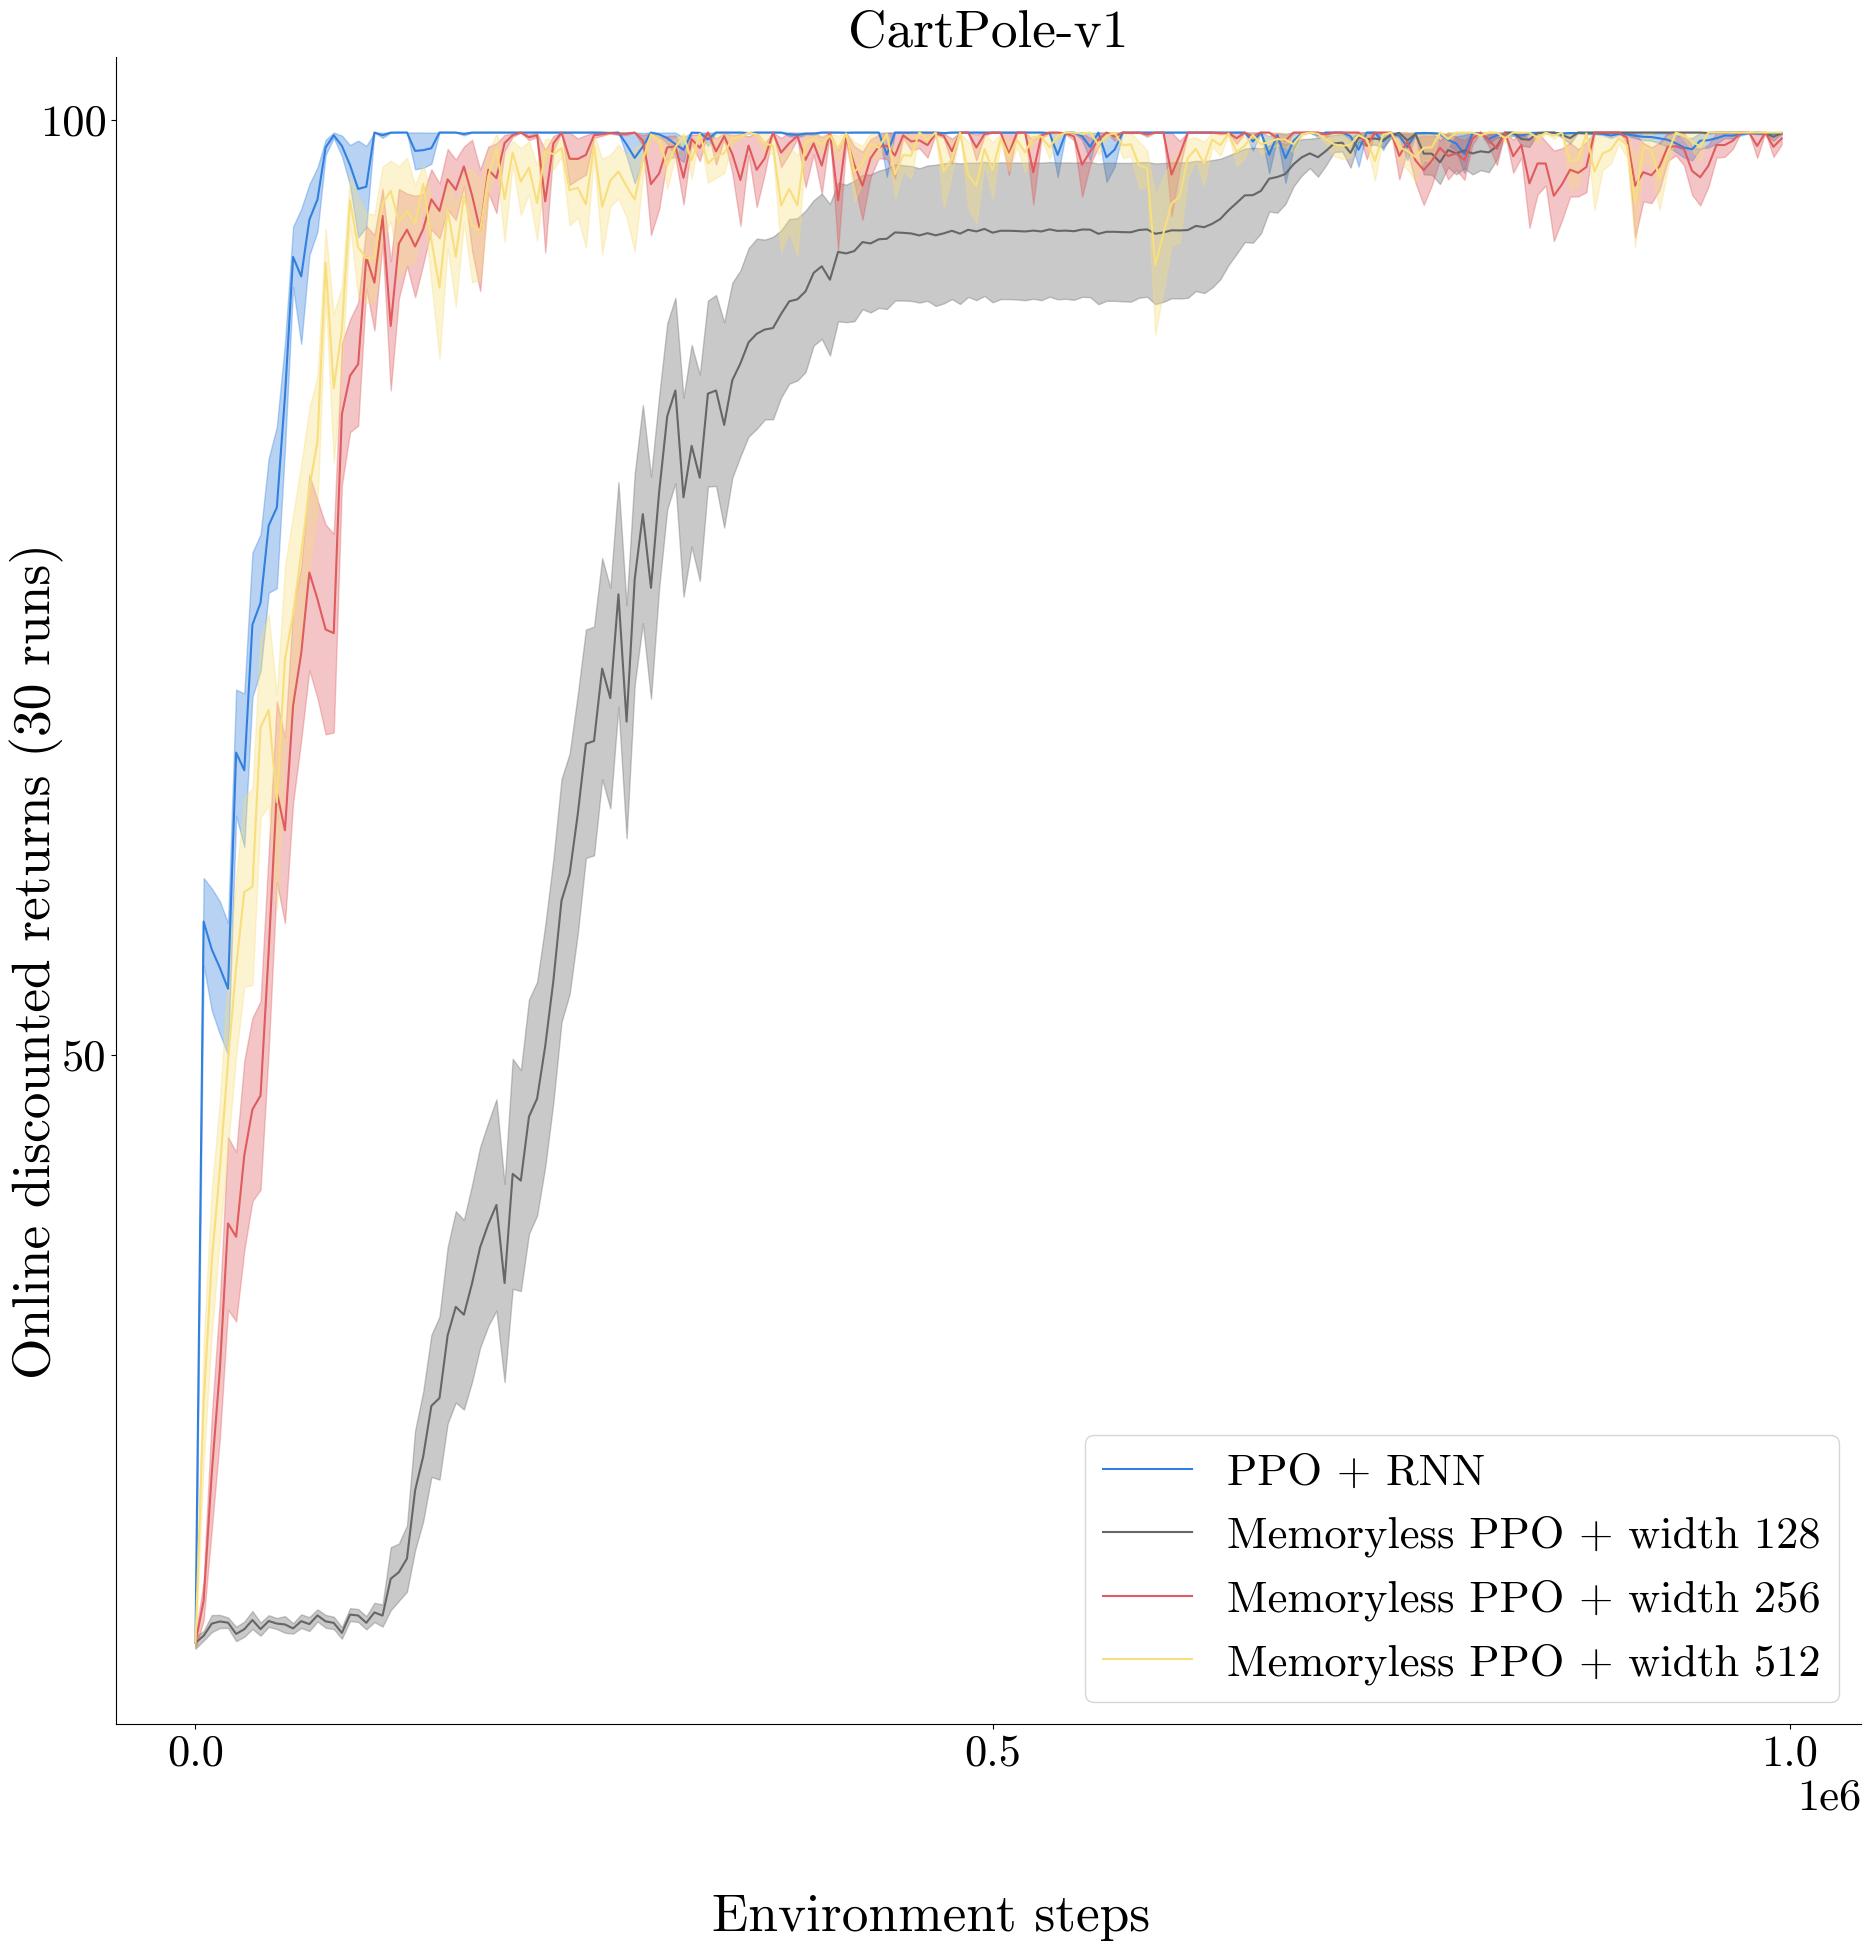 CartPole-v1
Online discounted returns (30 runs)
100
50
PPO + RNN
Memoryless PPO + width 128
Memoryless PPO + width 256
Memoryless PPO + width 512
0.0
0.5
1.0
1e6
Environment steps